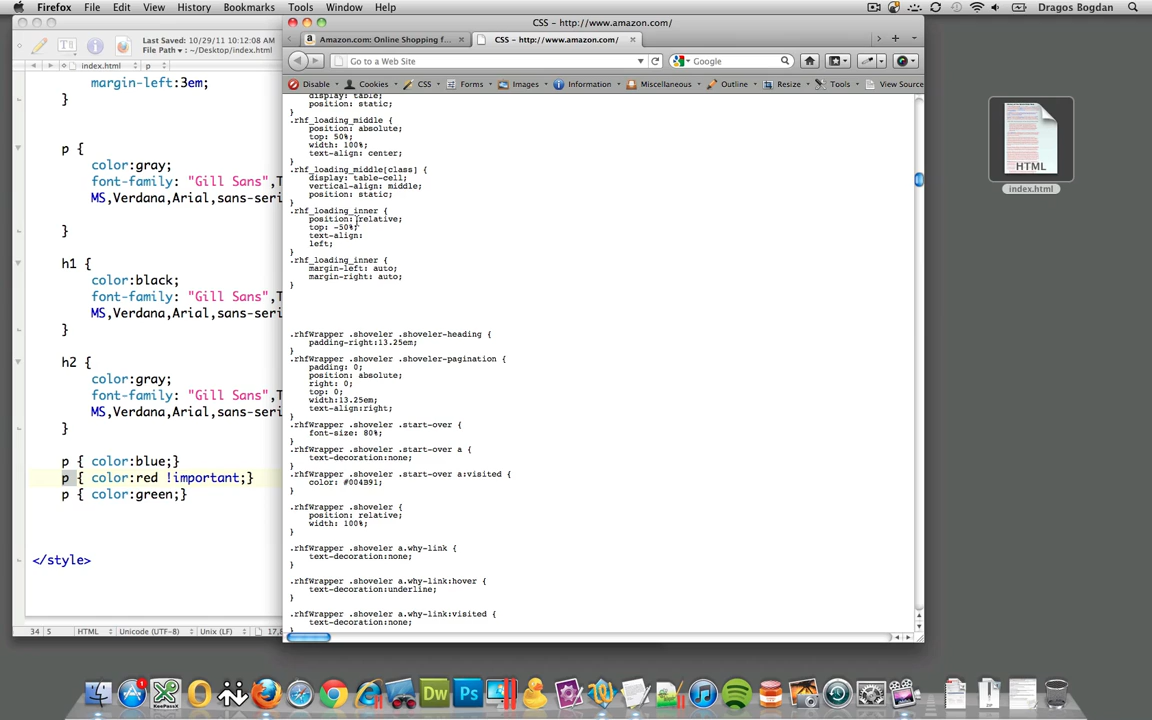 Firefox File Edit View History Bookmarks Tools Window Help Dragos Bogdan
Last Saved: 10/29/11 10:12:08 AM
File Path ▾ : ~/Desktop/index.html
index.html p
margin-left:3em;
}
p {
color:gray;
font-family: "Gill Sans",T
MS,Verdana,Arial,sans-seri
}
h1 {
color:black;
font-family: "Gill Sans",T
MS,Verdana,Arial,sans-seri
}
h2 {
color:gray;
font-family: "Gill Sans",T
MS,Verdana,Arial,sans-seri
}
p { color:blue;}
p { color:red !important;}
p { color:green;}
</style>
34 5 HTML Unicode (UTF-8) Unix (LF) 17,8
CSS - http://www.amazon.com/
Amazon.com: Online Shopping f...
CSS - http://www.amazon.com/
Go to a Web Site
Google
Disable Cookies CSS Forms Images Information Miscellaneous Outline Resize Tools View Source
display: table;
position: static;
}
.rhf_loading_middle {
position: absolute;
top: 50%;
width: 100%;
text-align: center;
}
.rhf_loading_middle[class] {
display: table-cell;
vertical-align: middle;
position: static;
}
.rhf_loading_inner {
position: relative;
top: -50%;
text-align:
left;
}
.rhf_loading_inner {
margin-left: auto;
margin-right: auto;
}
.rhfWrapper .shoveler .shoveler-heading {
padding-right:13.25em;
}
.rhfWrapper .shoveler .shoveler-pagination {
padding: 0;
position: absolute;
right: 0;
top: 0;
width:13.25em;
text-align:right;
}
.rhfWrapper .shoveler .start-over {
font-size: 80%;
}
.rhfWrapper .shoveler .start-over a {
text-decoration:none;
}
.rhfWrapper .shoveler .start-over a:visited {
color: #004B91;
}
.rhfWrapper .shoveler {
position: relative;
width: 100%;
}
.rhfWrapper .shoveler a.why-link {
text-decoration:none;
}
.rhfWrapper .shoveler a.why-link:hover {
text-decoration:underline;
}
.rhfWrapper .shoveler a.why-link:visited {
text-decoration:none;
}
HTML
index.html
Dw
Ps